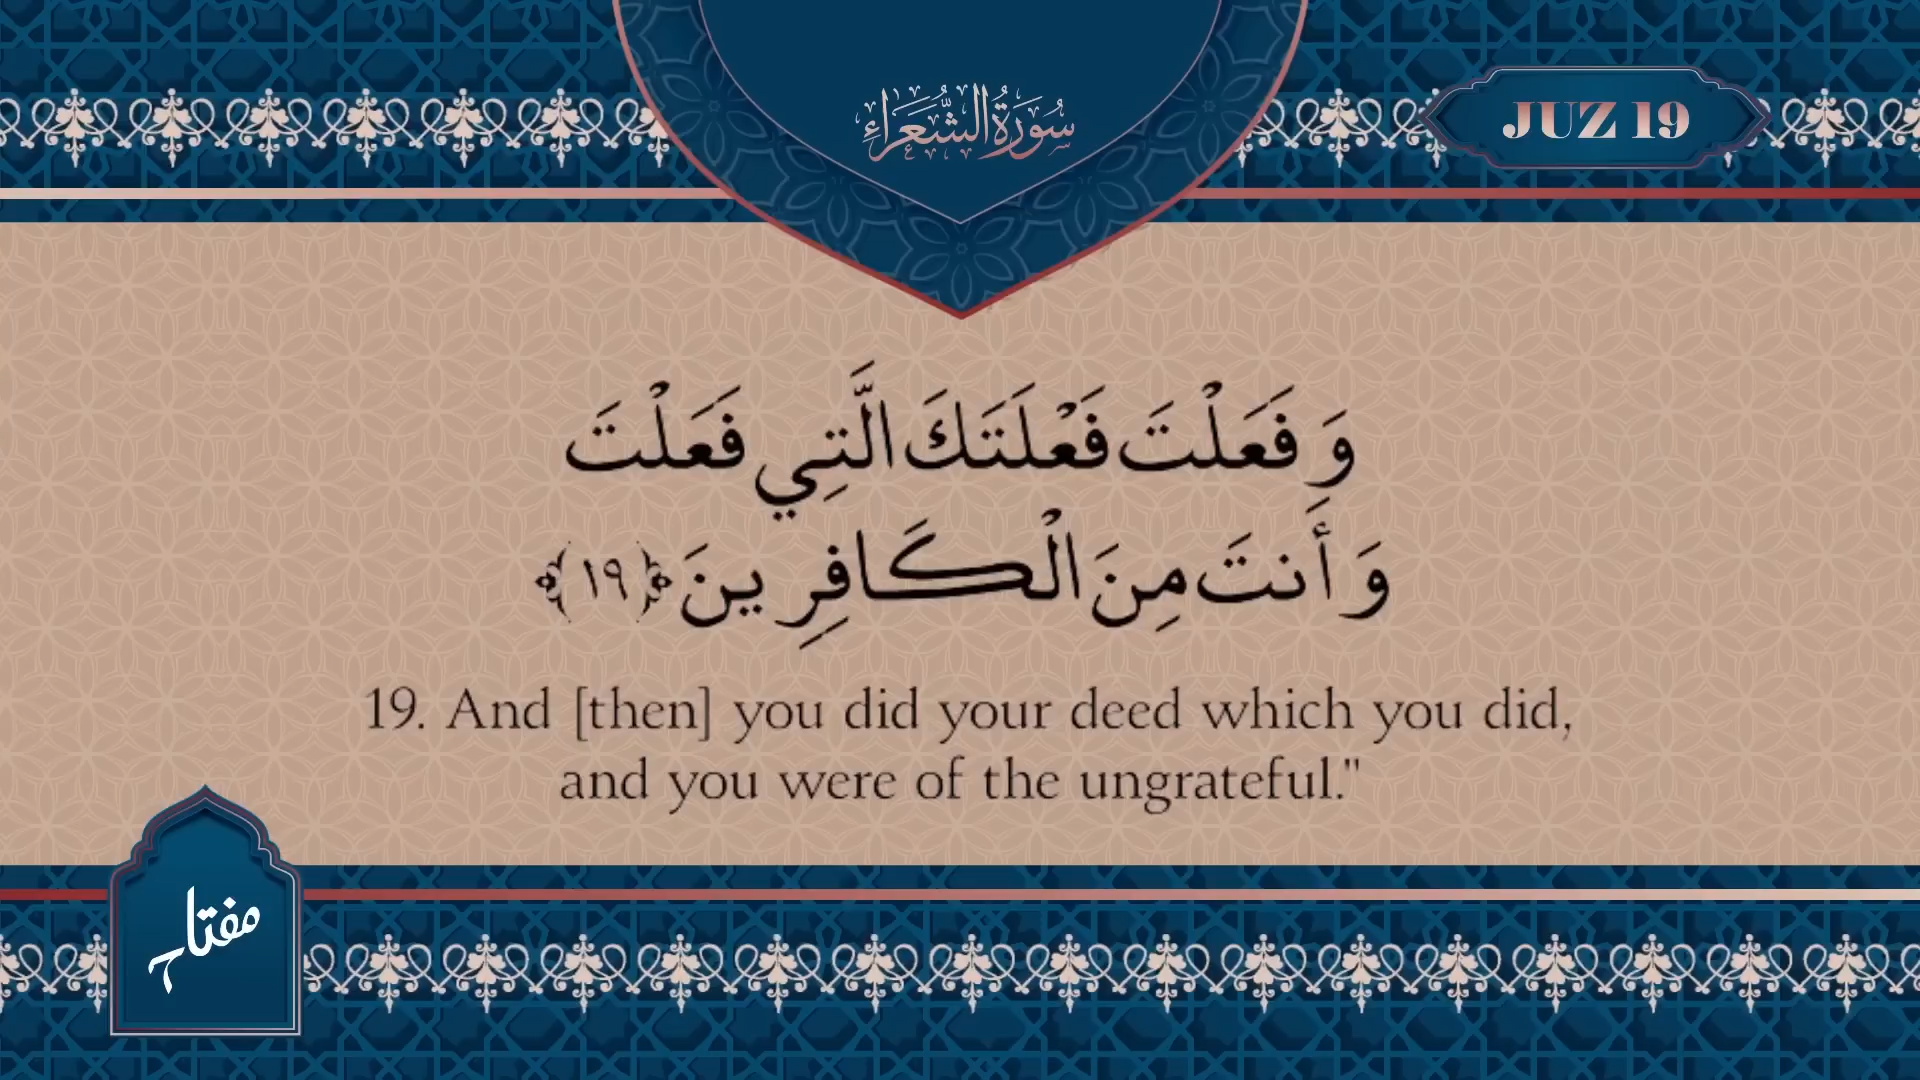 سُورَةُ الشُّعَرَاءِ
JUZ 19
وَفَعَلْتَ فَعْلَتَكَ الَّتِي فَعَلْتَ
وَأَنتَ مِنَ الْكَافِرِينَ ﴿١٩﴾
19. And [then] you did your deed which you did,
and you were of the ungrateful."
مفتاح